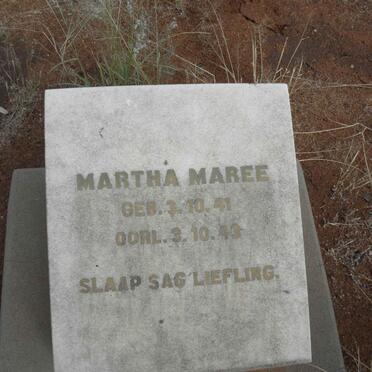 MARTHA MAREE
GEB. 3.10.41
OORL. 3.10.43
SLAAP SAG LIEFLING.